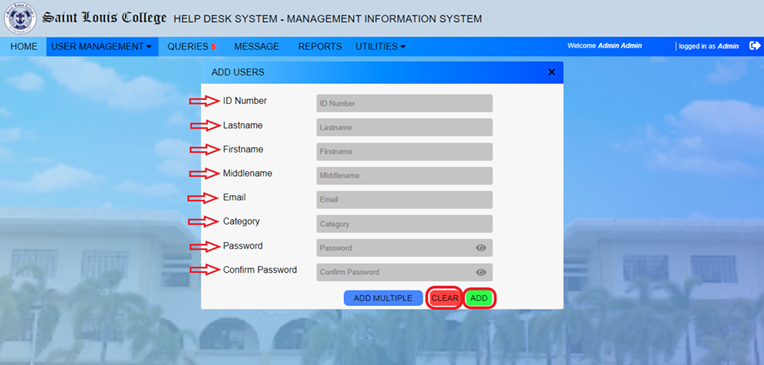 Saint Louis College HELP DESK SYSTEM - MANAGEMENT INFORMATION SYSTEM
HOME USER MANAGEMENT QUERIES MESSAGE REPORTS UTILITIES Welcome Admin Admin | logged in as Admin
ADD USERS ×
ID Number ID Number
Lastname Lastname
Firstname Firstname
Middlename Middlename
Email Email
Category Category
Password Password
Confirm Password Confirm Password
ADD MULTIPLE CLEAR ADD